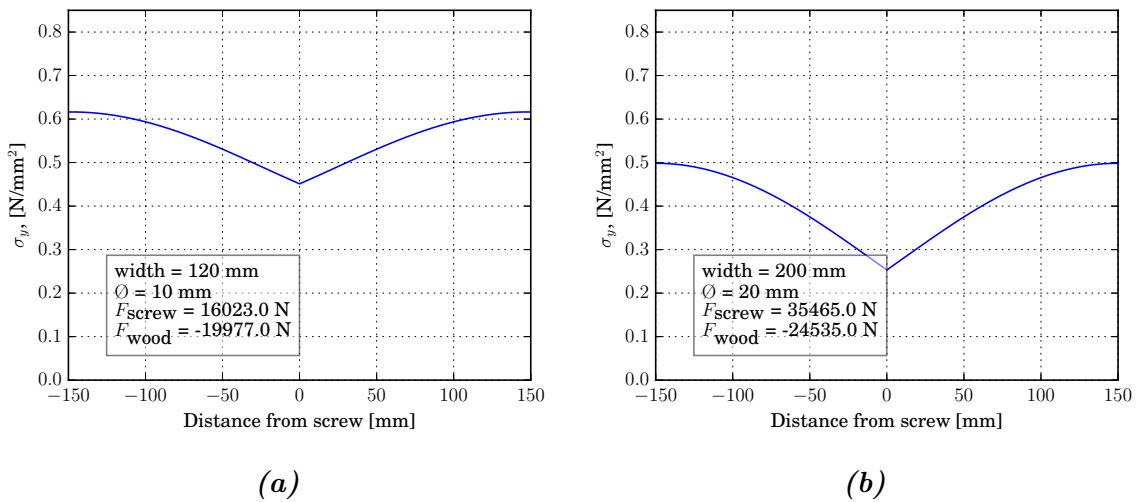 0.8
0.7
0.6
0.5
0.4
0.3
0.2
0.1
0.0
σy, [N/mm²]
width = 120 mm
Ø = 10 mm
Fscrew = 16023.0 N
Fwood = -19977.0 N
−150 −100 −50 0 50 100 150
Distance from screw [mm]
(a)
0.8
0.7
0.6
0.5
0.4
0.3
0.2
0.1
0.0
σy, [N/mm²]
width = 200 mm
Ø = 20 mm
Fscrew = 35465.0 N
Fwood = -24535.0 N
−150 −100 −50 0 50 100 150
Distance from screw [mm]
(b)